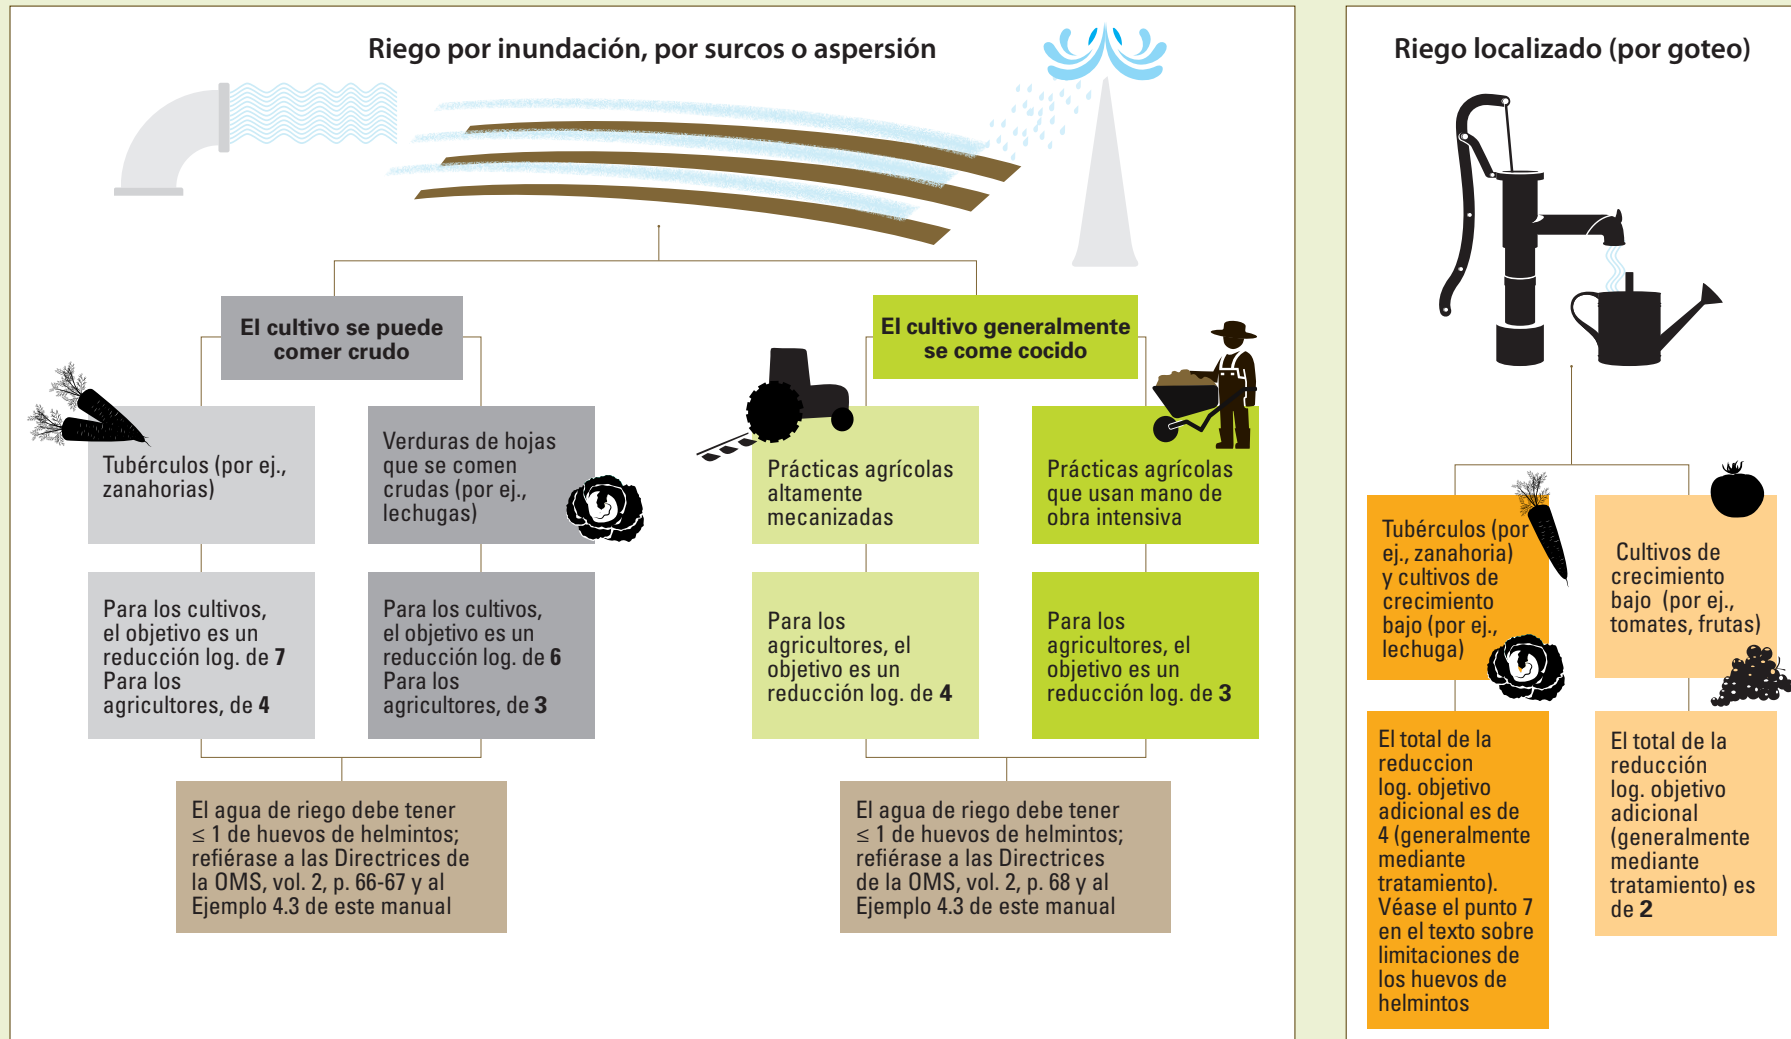 Riego por inundación, por surcos o aspersión
El cultivo se puede
comer crudo
Tubérculos (por ej.,
zanahorias)
Para los cultivos,
el objetivo es un
reducción log. de 7
Para los
agricultores, de 4
Verduras de hojas
que se comen
crudas (por ej.,
lechugas)
Para los cultivos,
el objetivo es un
reducción log. de 6
Para los
agricultores, de 3
El agua de riego debe tener
≤ 1 de huevos de helmintos;
refiérase a las Directrices de
la OMS, vol. 2, p. 66-67 y al
Ejemplo 4.3 de este manual
El cultivo generalmente
se come cocido
Prácticas agrícolas
altamente
mecanizadas
Para los
agricultores, el
objetivo es un
reducción log. de 4
Prácticas agrícolas
que usan mano de
obra intensiva
Para los
agricultores, el
objetivo es un
reducción log. de 3
El agua de riego debe tener
≤ 1 de huevos de helmintos;
refiérase a las Directrices
de la OMS, vol. 2, p. 68 y al
Ejemplo 4.3 de este manual
Riego localizado (por goteo)
Tubérculos (por
ej., zanahoria)
y cultivos de
crecimiento
bajo (por ej.,
lechuga)
El total de la
reduccion
log. objetivo
adicional es de
4 (generalmente
mediante
tratamiento).
Véase el punto 7
en el texto sobre
limitaciones de
los huevos de
helmintos
Cultivos de
crecimiento
bajo (por ej.,
tomates, frutas)
El total de la
reducción
log. objetivo
adicional
(generalmente
mediante
tratamiento) es
de 2